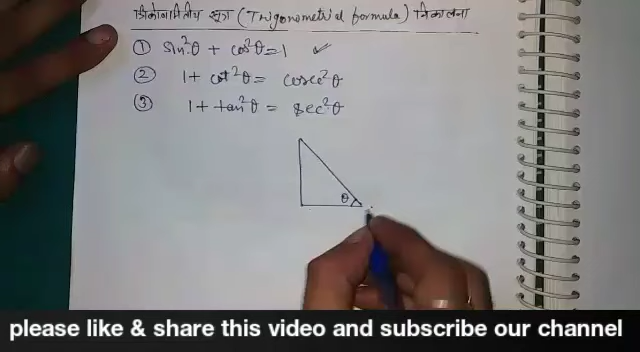 त्रिकोणमितीय सूत्र (Trigonometrial formula) निकालना
① sin²θ + cos²θ = 1 ✓
② 1 + cot²θ = cosec²θ
③ 1 + tan²θ = sec²θ
θ
please like & share this video and subscribe our channel